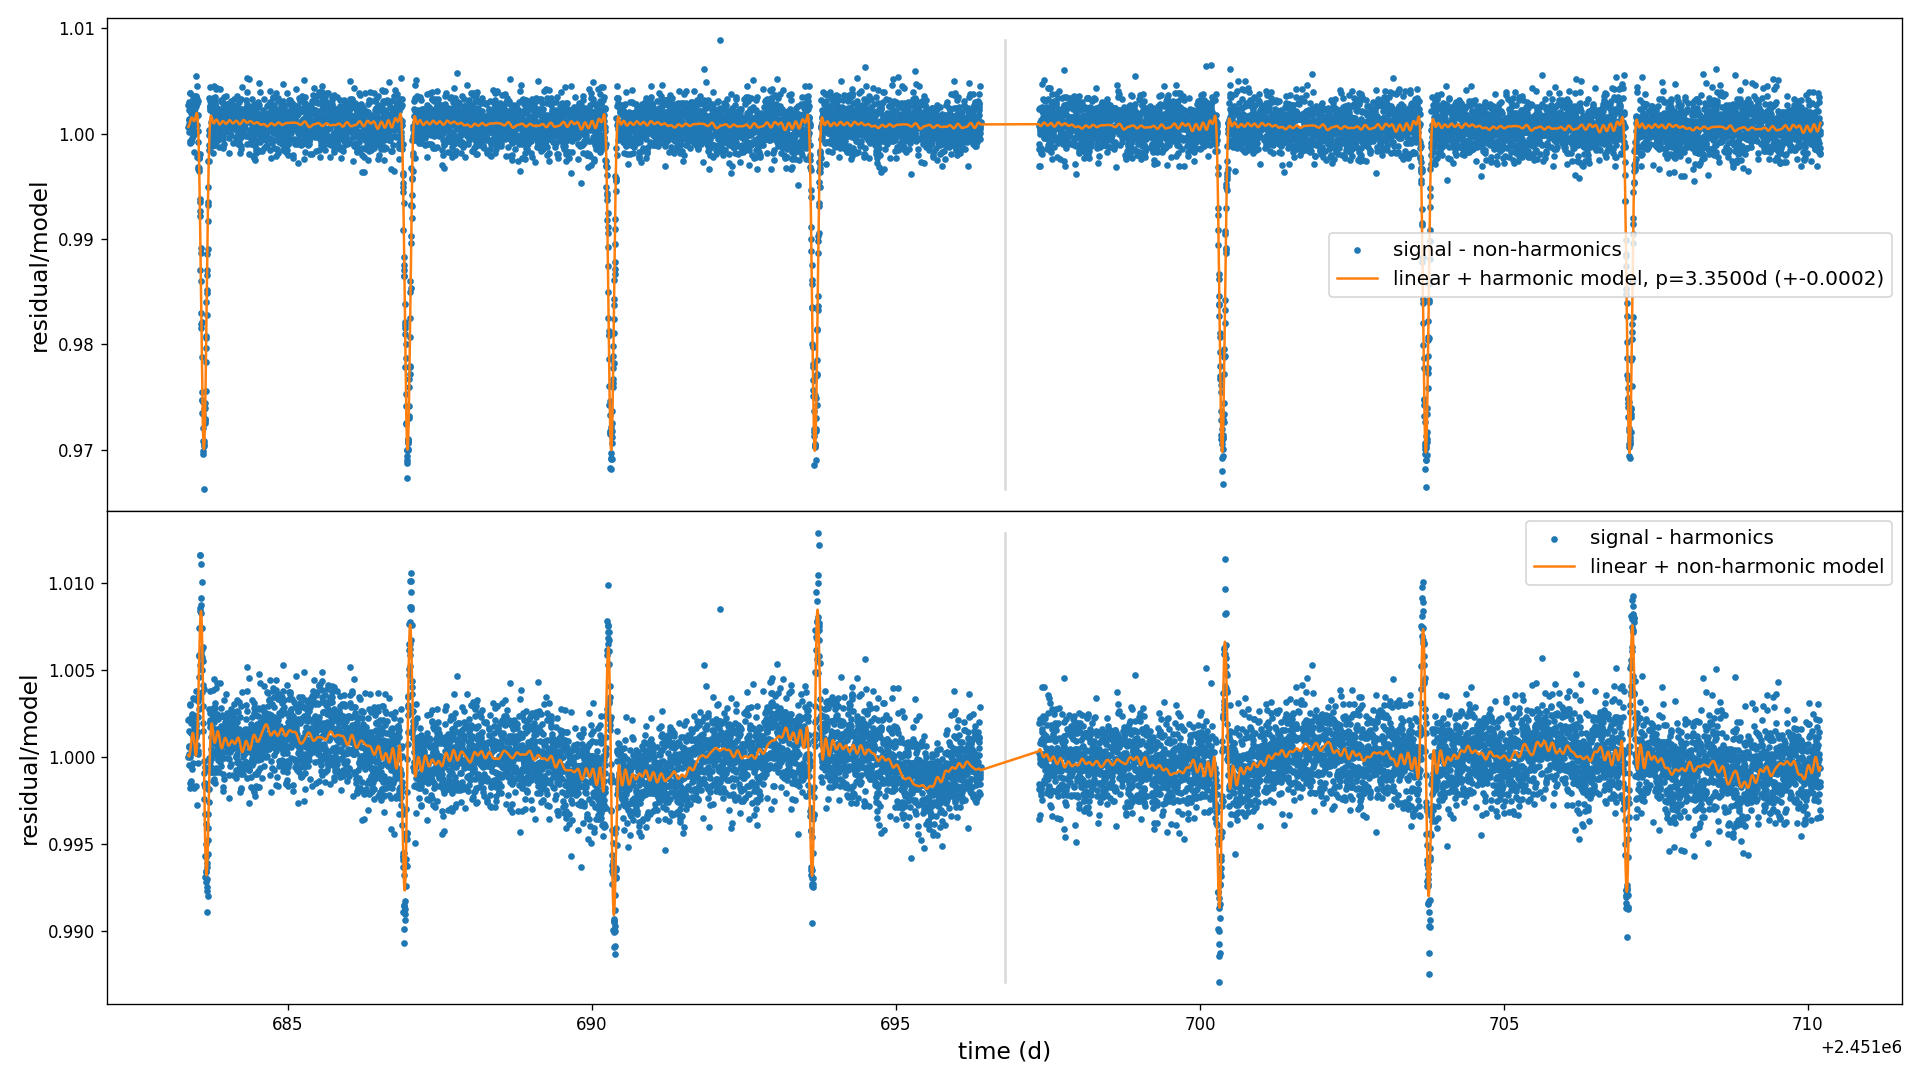 1.01
1.00
0.99
0.98
0.97
residual/model
signal - non-harmonics
linear + harmonic model, p=3.3500d (+-0.0002)
1.010
1.005
1.000
0.995
0.990
residual/model
signal - harmonics
linear + non-harmonic model
685
690
695
700
705
710
time (d)
+2.451e6